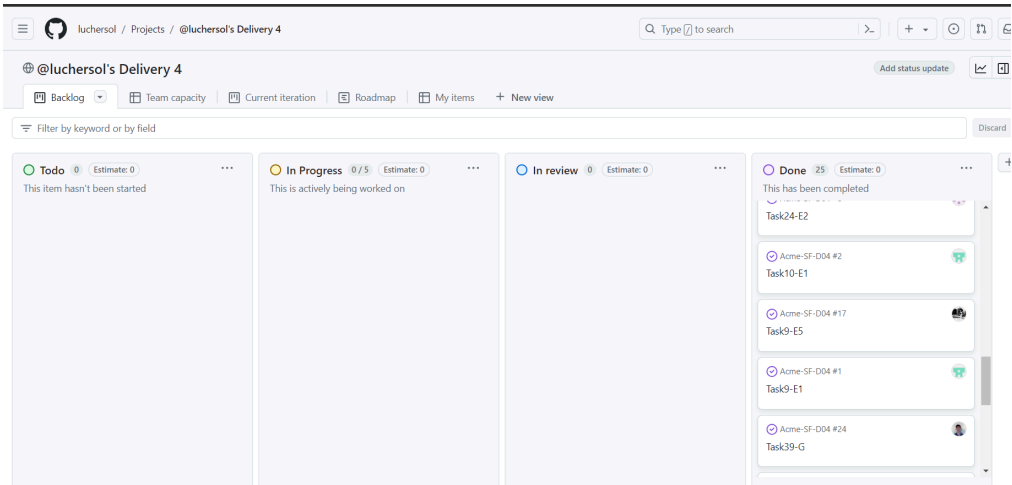 luchersol / Projects / @luchersol's Delivery 4
Type / to search
@luchersol's Delivery 4
Add status update
Backlog
Team capacity
Current iteration
Roadmap
My items
+ New view
Filter by keyword or by field
Discard
Todo 0 Estimate: 0
This item hasn't been started
In Progress 0 / 5 Estimate: 0
This is actively being worked on
In review 0 Estimate: 0
Done 25 Estimate: 0
This has been completed
Task24-E2
Acme-SF-D04 #2
Task10-E1
Acme-SF-D04 #17
Task9-E5
Acme-SF-D04 #1
Task9-E1
Acme-SF-D04 #24
Task39-G